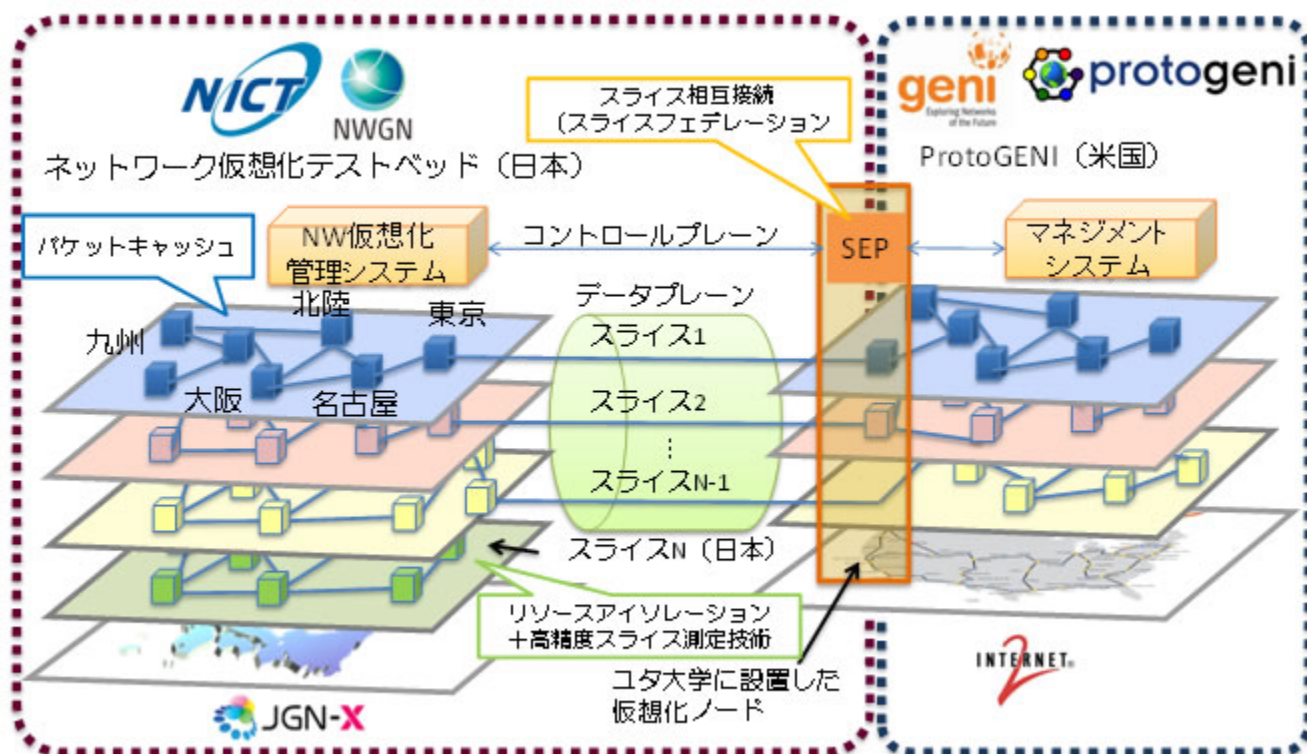 NICT
NWGN
ネットワーク仮想化テストベッド（日本）
スライス相互接続
（スライスフェデレーション
geni
Exploring Networks
of the Future
protogeni
ProtoGENI（米国）
パケットキャッシュ
NW仮想化
管理システム
コントロールプレーン
SEP
マネジメント
システム
北陸
東京
九州
大阪
名古屋
データプレーン
スライス1
スライス2
⋮
スライスN-1
スライスN（日本）
リソースアイソレーション
＋高精度スライス測定技術
ユタ大学に設置した
仮想化ノード
JGN-X
INTERNET
2